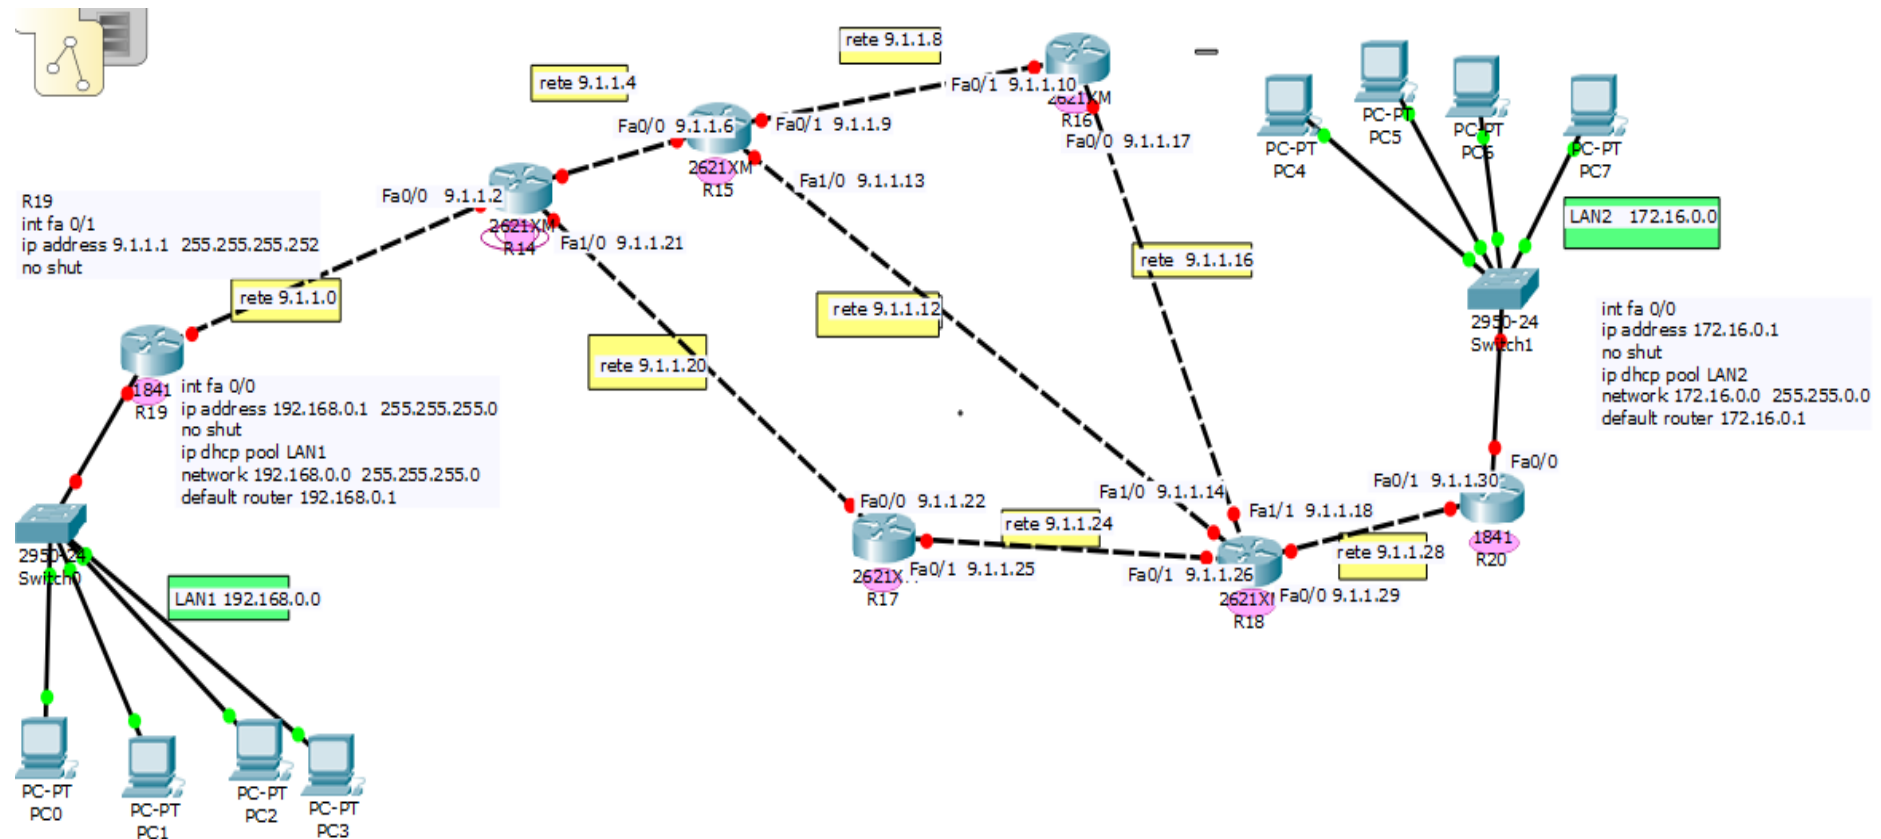 rete 9.1.1.8
rete 9.1.1.4
Fa0/1 9.1.1.10
2621XM
R16
Fa0/0 9.1.1.6
Fa0/1 9.1.1.9
Fa0/0 9.1.1.17
2621XM
R15
Fa1/0 9.1.1.13
PC-PT
PC4
PC-PT
PC5
PC-PT
PC6
PC-PT
PC7
R19
int fa 0/1
ip address 9.1.1.1 255.255.255.252
no shut
Fa0/0 9.1.1.2
2621XM
R14
Fa1/0 9.1.1.21
LAN2 172.16.0.0
rete 9.1.1.16
rete 9.1.1.0
rete 9.1.1.12
2950-24
Switch1
int fa 0/0
ip address 172.16.0.1
no shut
ip dhcp pool LAN2
network 172.16.0.0 255.255.0.0
default router 172.16.0.1
rete 9.1.1.20
1841
R19
int fa 0/0
ip address 192.168.0.1 255.255.255.0
no shut
ip dhcp pool LAN1
network 192.168.0.0 255.255.255.0
default router 192.168.0.1
Fa0/0
Fa0/1 9.1.1.30
Fa1/0 9.1.1.14
Fa0/0 9.1.1.22
Fa1/1 9.1.1.18
rete 9.1.1.24
1841
R20
rete 9.1.1.28
2950-24
Switch0
Fa0/1 9.1.1.25
Fa0/1 9.1.1.26
2621X
R17
2621XM
R18
Fa0/0 9.1.1.29
LAN1 192.168.0.0
PC-PT
PC0
PC-PT
PC1
PC-PT
PC2
PC-PT
PC3